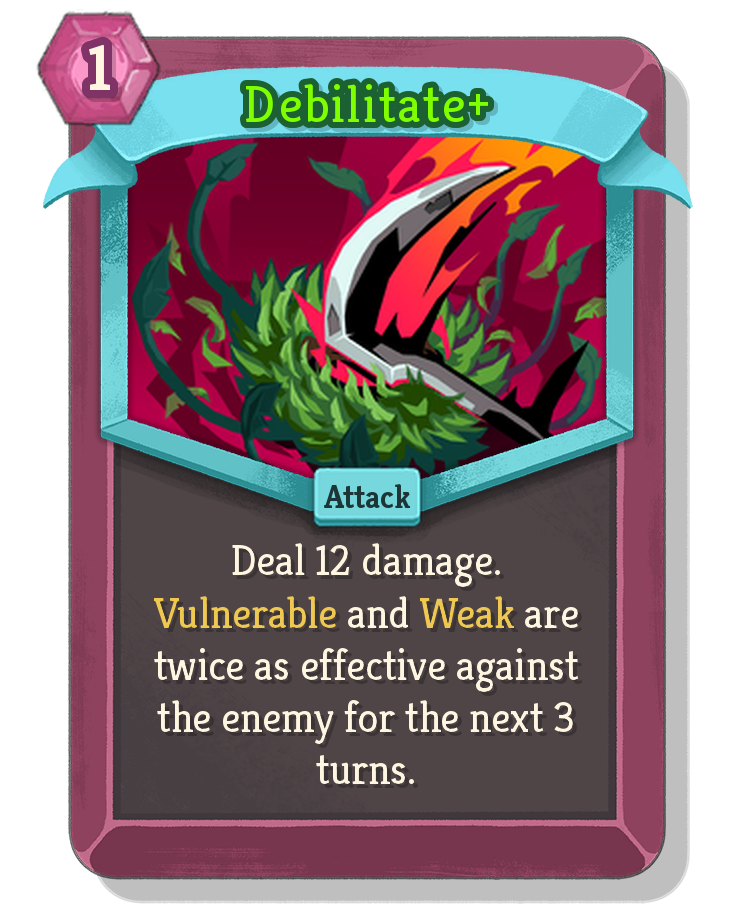 1
Debilitate+
Attack
Deal 12 damage.
Vulnerable and Weak are
twice as effective against
the enemy for the next 3
turns.